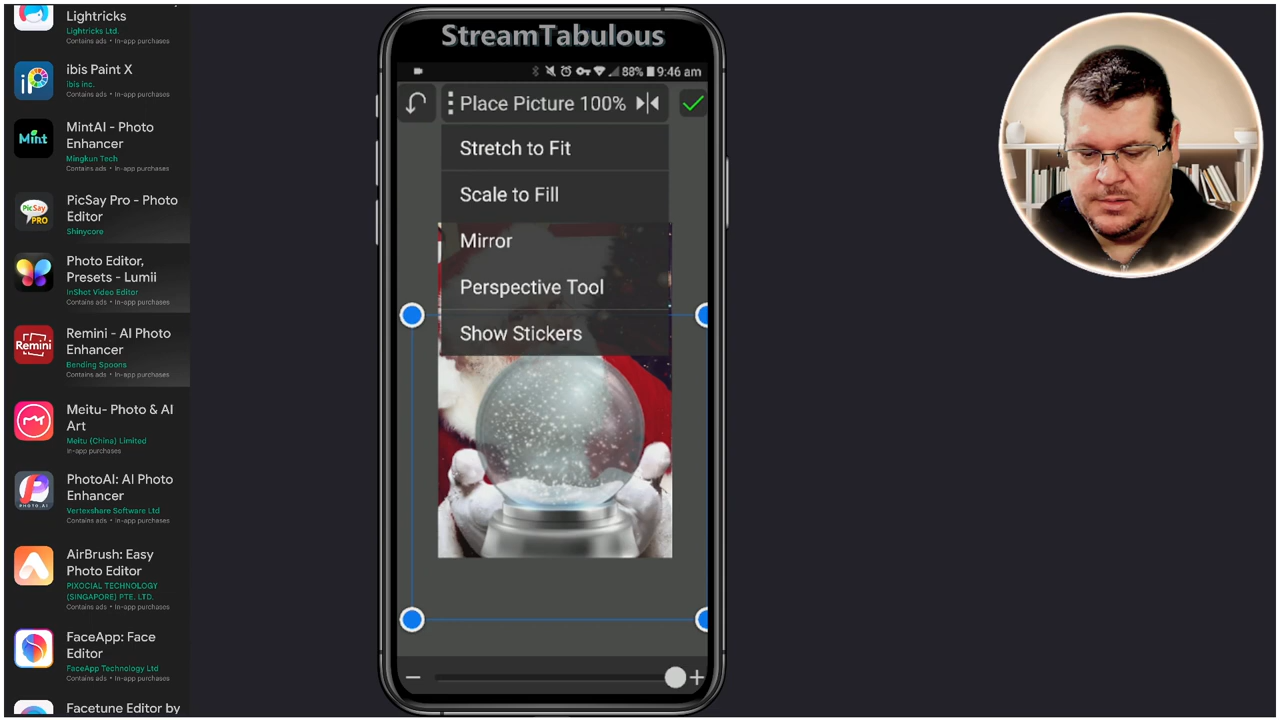 Lightricks
Lightricks Ltd.
Contains ads • In-app purchases
ibis Paint X
ibis inc.
Contains ads • In-app purchases
MintAI - Photo
Enhancer
Mingkun Tech
Contains ads • In-app purchases
Mint
PicSay Pro - Photo
Editor
Shinycore
PicSay
PRO
Photo Editor,
Presets - Lumii
InShot Video Editor
Contains ads • In-app purchases
Remini - AI Photo
Enhancer
Bending Spoons
Contains ads • In-app purchases
Remini
Meitu- Photo & AI
Art
Meitu (China) Limited
In-app purchases
PhotoAI: AI Photo
Enhancer
Vertexshare Software Ltd
Contains ads • In-app purchases
PHOTO.AI
AirBrush: Easy
Photo Editor
PIXOCIAL TECHNOLOGY
(SINGAPORE) PTE. LTD.
Contains ads • In-app purchases
FaceApp: Face
Editor
FaceApp Technology Ltd
Contains ads • In-app purchases
Facetune Editor by
StreamTabulous
88% 9:46 am
Place Picture 100%
Stretch to Fit
Scale to Fill
Mirror
Perspective Tool
Show Stickers